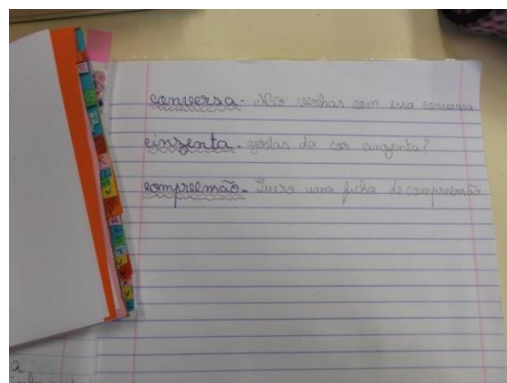 conversa - Não venhas com essa conversa
cinzenta - gostas da cor cinzenta?
compreensão - Quero uma ficha de compreensão